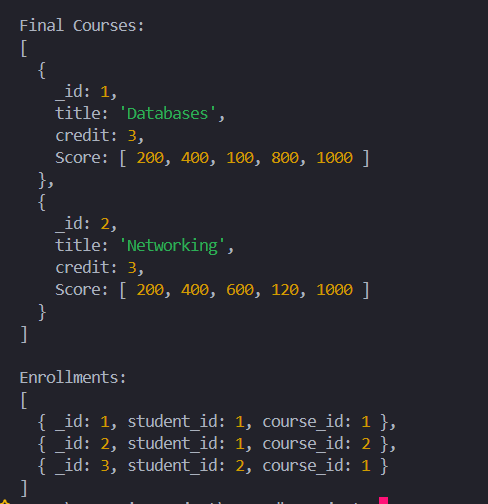 Final Courses:
[
  {
    _id: 1,
    title: 'Databases',
    credit: 3,
    Score: [ 200, 400, 100, 800, 1000 ]
  },
  {
    _id: 2,
    title: 'Networking',
    credit: 3,
    Score: [ 200, 400, 600, 120, 1000 ]
  }
]

Enrollments:
[
  { _id: 1, student_id: 1, course_id: 1 },
  { _id: 2, student_id: 1, course_id: 2 },
  { _id: 3, student_id: 2, course_id: 1 }
]